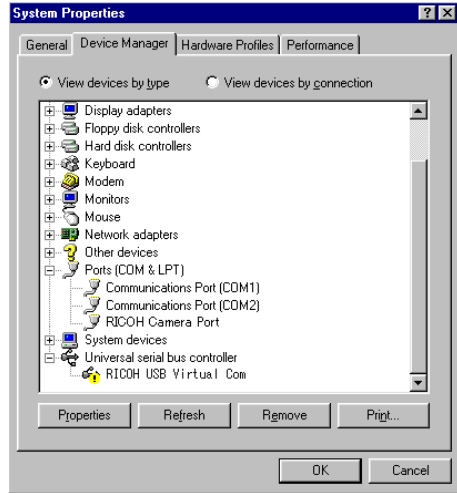 System Properties
General Device Manager Hardware Profiles Performance
View devices by type View devices by connection
Display adapters
Floppy disk controllers
Hard disk controllers
Keyboard
Modem
Monitors
Mouse
Network adapters
Other devices
Ports (COM & LPT)
Communications Port (COM1)
Communications Port (COM2)
RICOH Camera Port
System devices
Universal serial bus controller
RICOH USB Virtual Com
Properties Refresh Remove Print...
OK Cancel